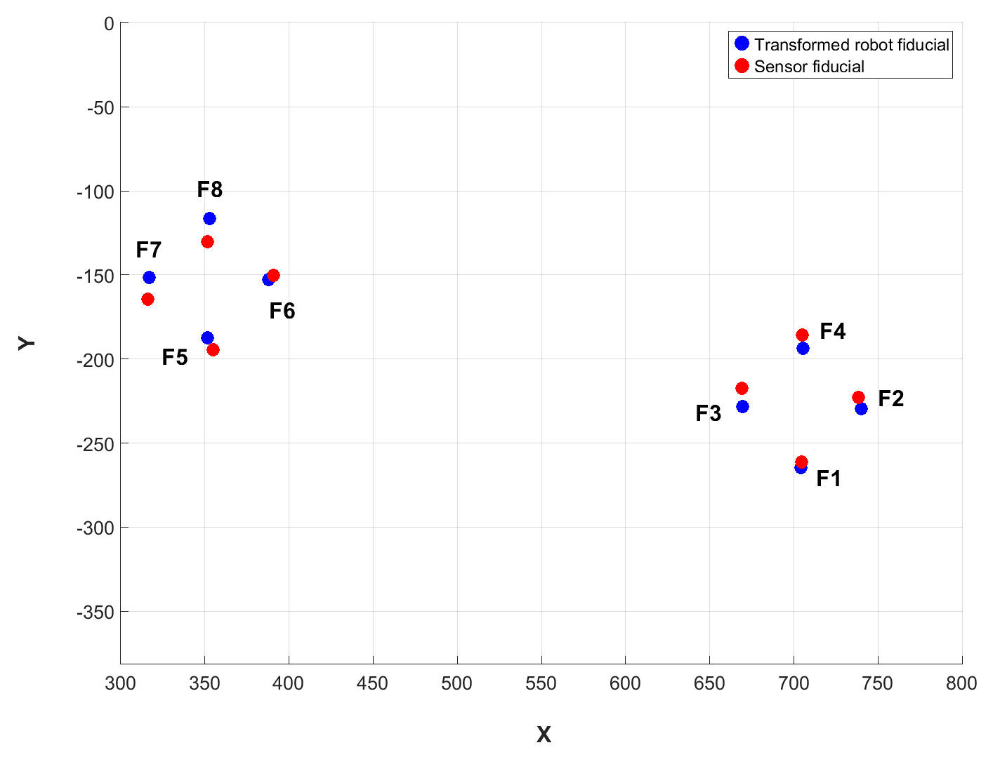 0
-50
-100
-150
-200
-250
-300
-350
Y
Transformed robot fiducial
Sensor fiducial
F8
F7
F6
F5
F4
F3
F2
F1
300 350 400 450 500 550 600 650 700 750 800
X